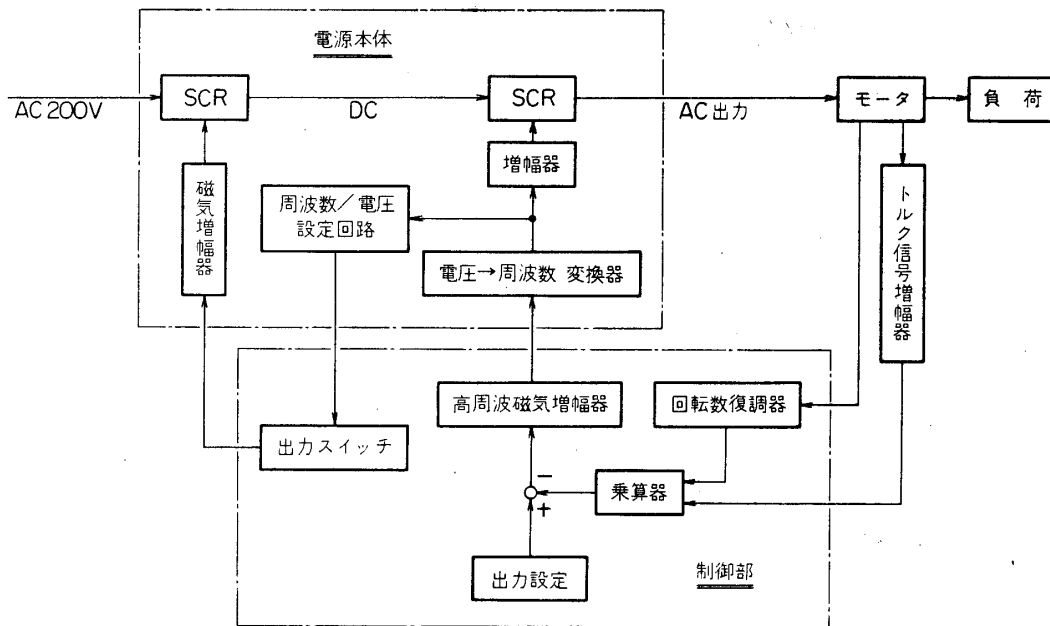 電源本体
AC 200V
SCR
DC
SCR
AC出力
モータ
負荷
増幅器
磁気増幅器
周波数／電圧
設定回路
電圧→周波数 変換器
トルク信号増幅器
高周波磁気増幅器
回転数復調器
出力スイッチ
−
+
乗算器
出力設定
制御部